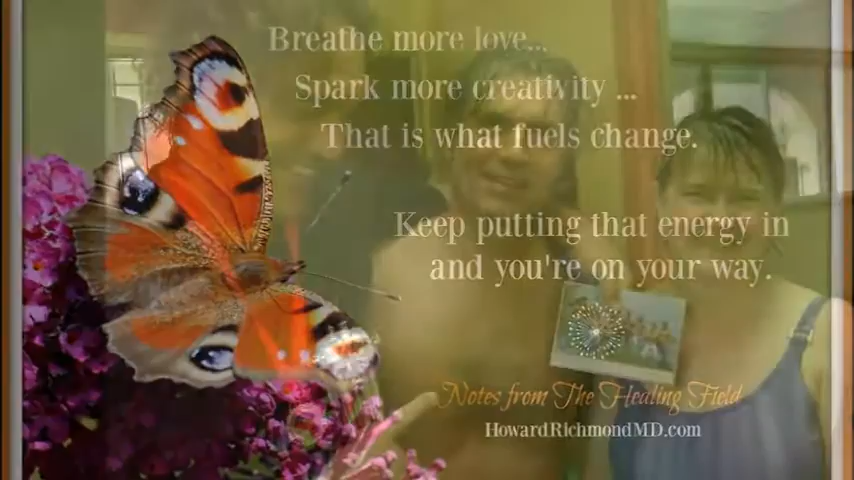 Breathe more love...
Spark more creativity ...
That is what fuels change.
Keep putting that energy in
and you're on your way.
Notes from The Healing Field
HowardRichmondMD.com